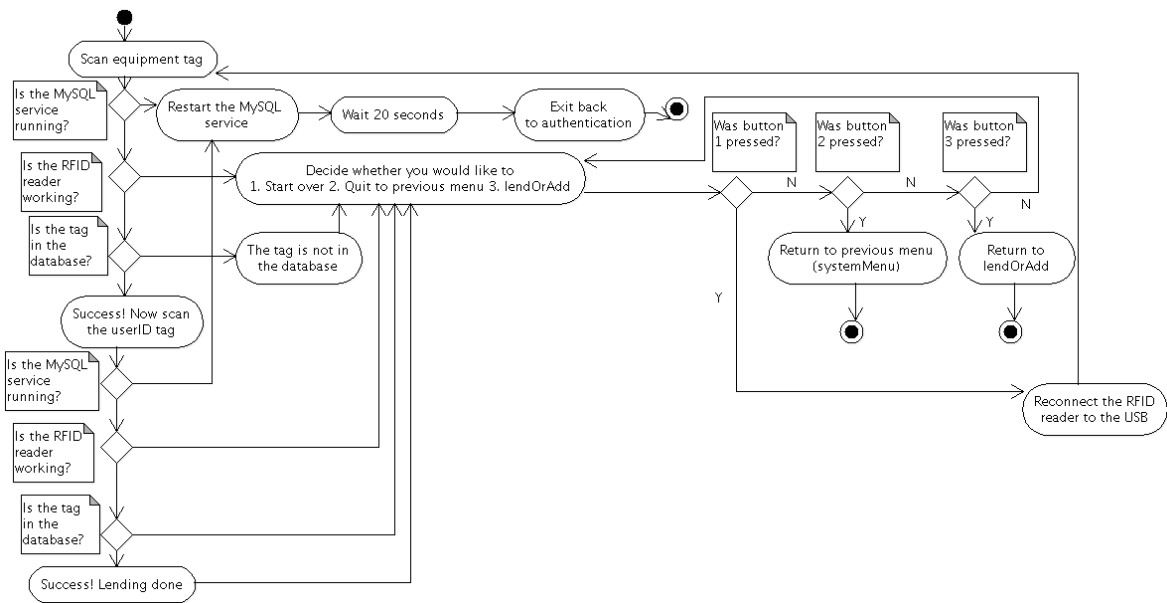 Scan equipment tag
Is the MySQL
service
running?
Restart the MySQL
service
Wait 20 seconds
Exit back
to authentication
Was button
1 pressed?
Was button
2 pressed?
Was button
3 pressed?
Is the RFID
reader
working?
Decide whether you would like to
1. Start over 2. Quit to previous menu 3. lendOrAdd
N
N
N
Y
Y
Y
Is the tag
in the
database?
The tag is not in
the database
Return to previous menu
(systemMenu)
Return to
lendOrAdd
Success! Now scan
the userID tag
Is the MySQL
service
running?
Reconnect the RFID
reader to the USB
Is the RFID
reader
working?
Is the tag
in the
database?
Success! Lending done